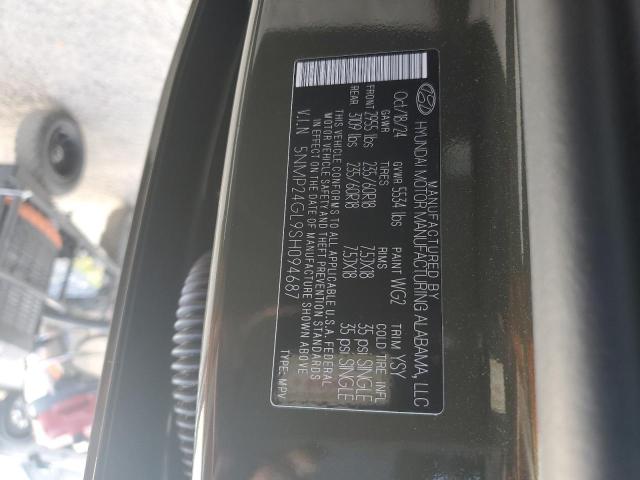 MANUFACTURED BY
HYUNDAI MOTOR MANUFACTURING ALABAMA, LLC
Oct/18/24 GVWR 5534 lbs PAINT WG2 TRIM YSY
GAWR TIRES RIMS COLD TIRE INFL
FRONT 2955 lbs 235/60R18 7.5JX18 35 psi SINGLE
REAR 3109 lbs 235/60R18 7.5JX18 35 psi SINGLE
THIS VEHICLE CONFORMS TO ALL APPLICABLE U.S.A. FEDERAL
MOTOR VEHICLE SAFETY AND THEFT PREVENTION STANDARDS
IN EFFECT ON THE DATE OF MANUFACTURE SHOWN ABOVE
V.I.N 5NMP24GL9SH094687 TYPE: MPV